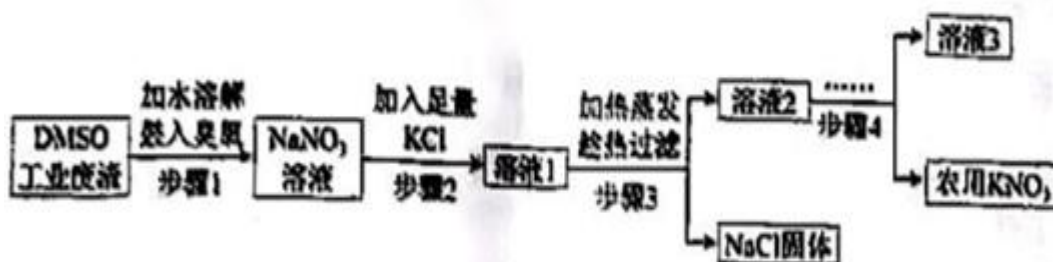 DMSO
工业废渣
加水溶解
通入臭氧
步骤1
NaNO₃
溶液
加入足量
KCl
步骤2
溶液1
加热蒸发
趁热过滤
步骤3
溶液2
NaCl固体
……
步骤4
溶液3
农用KNO₃